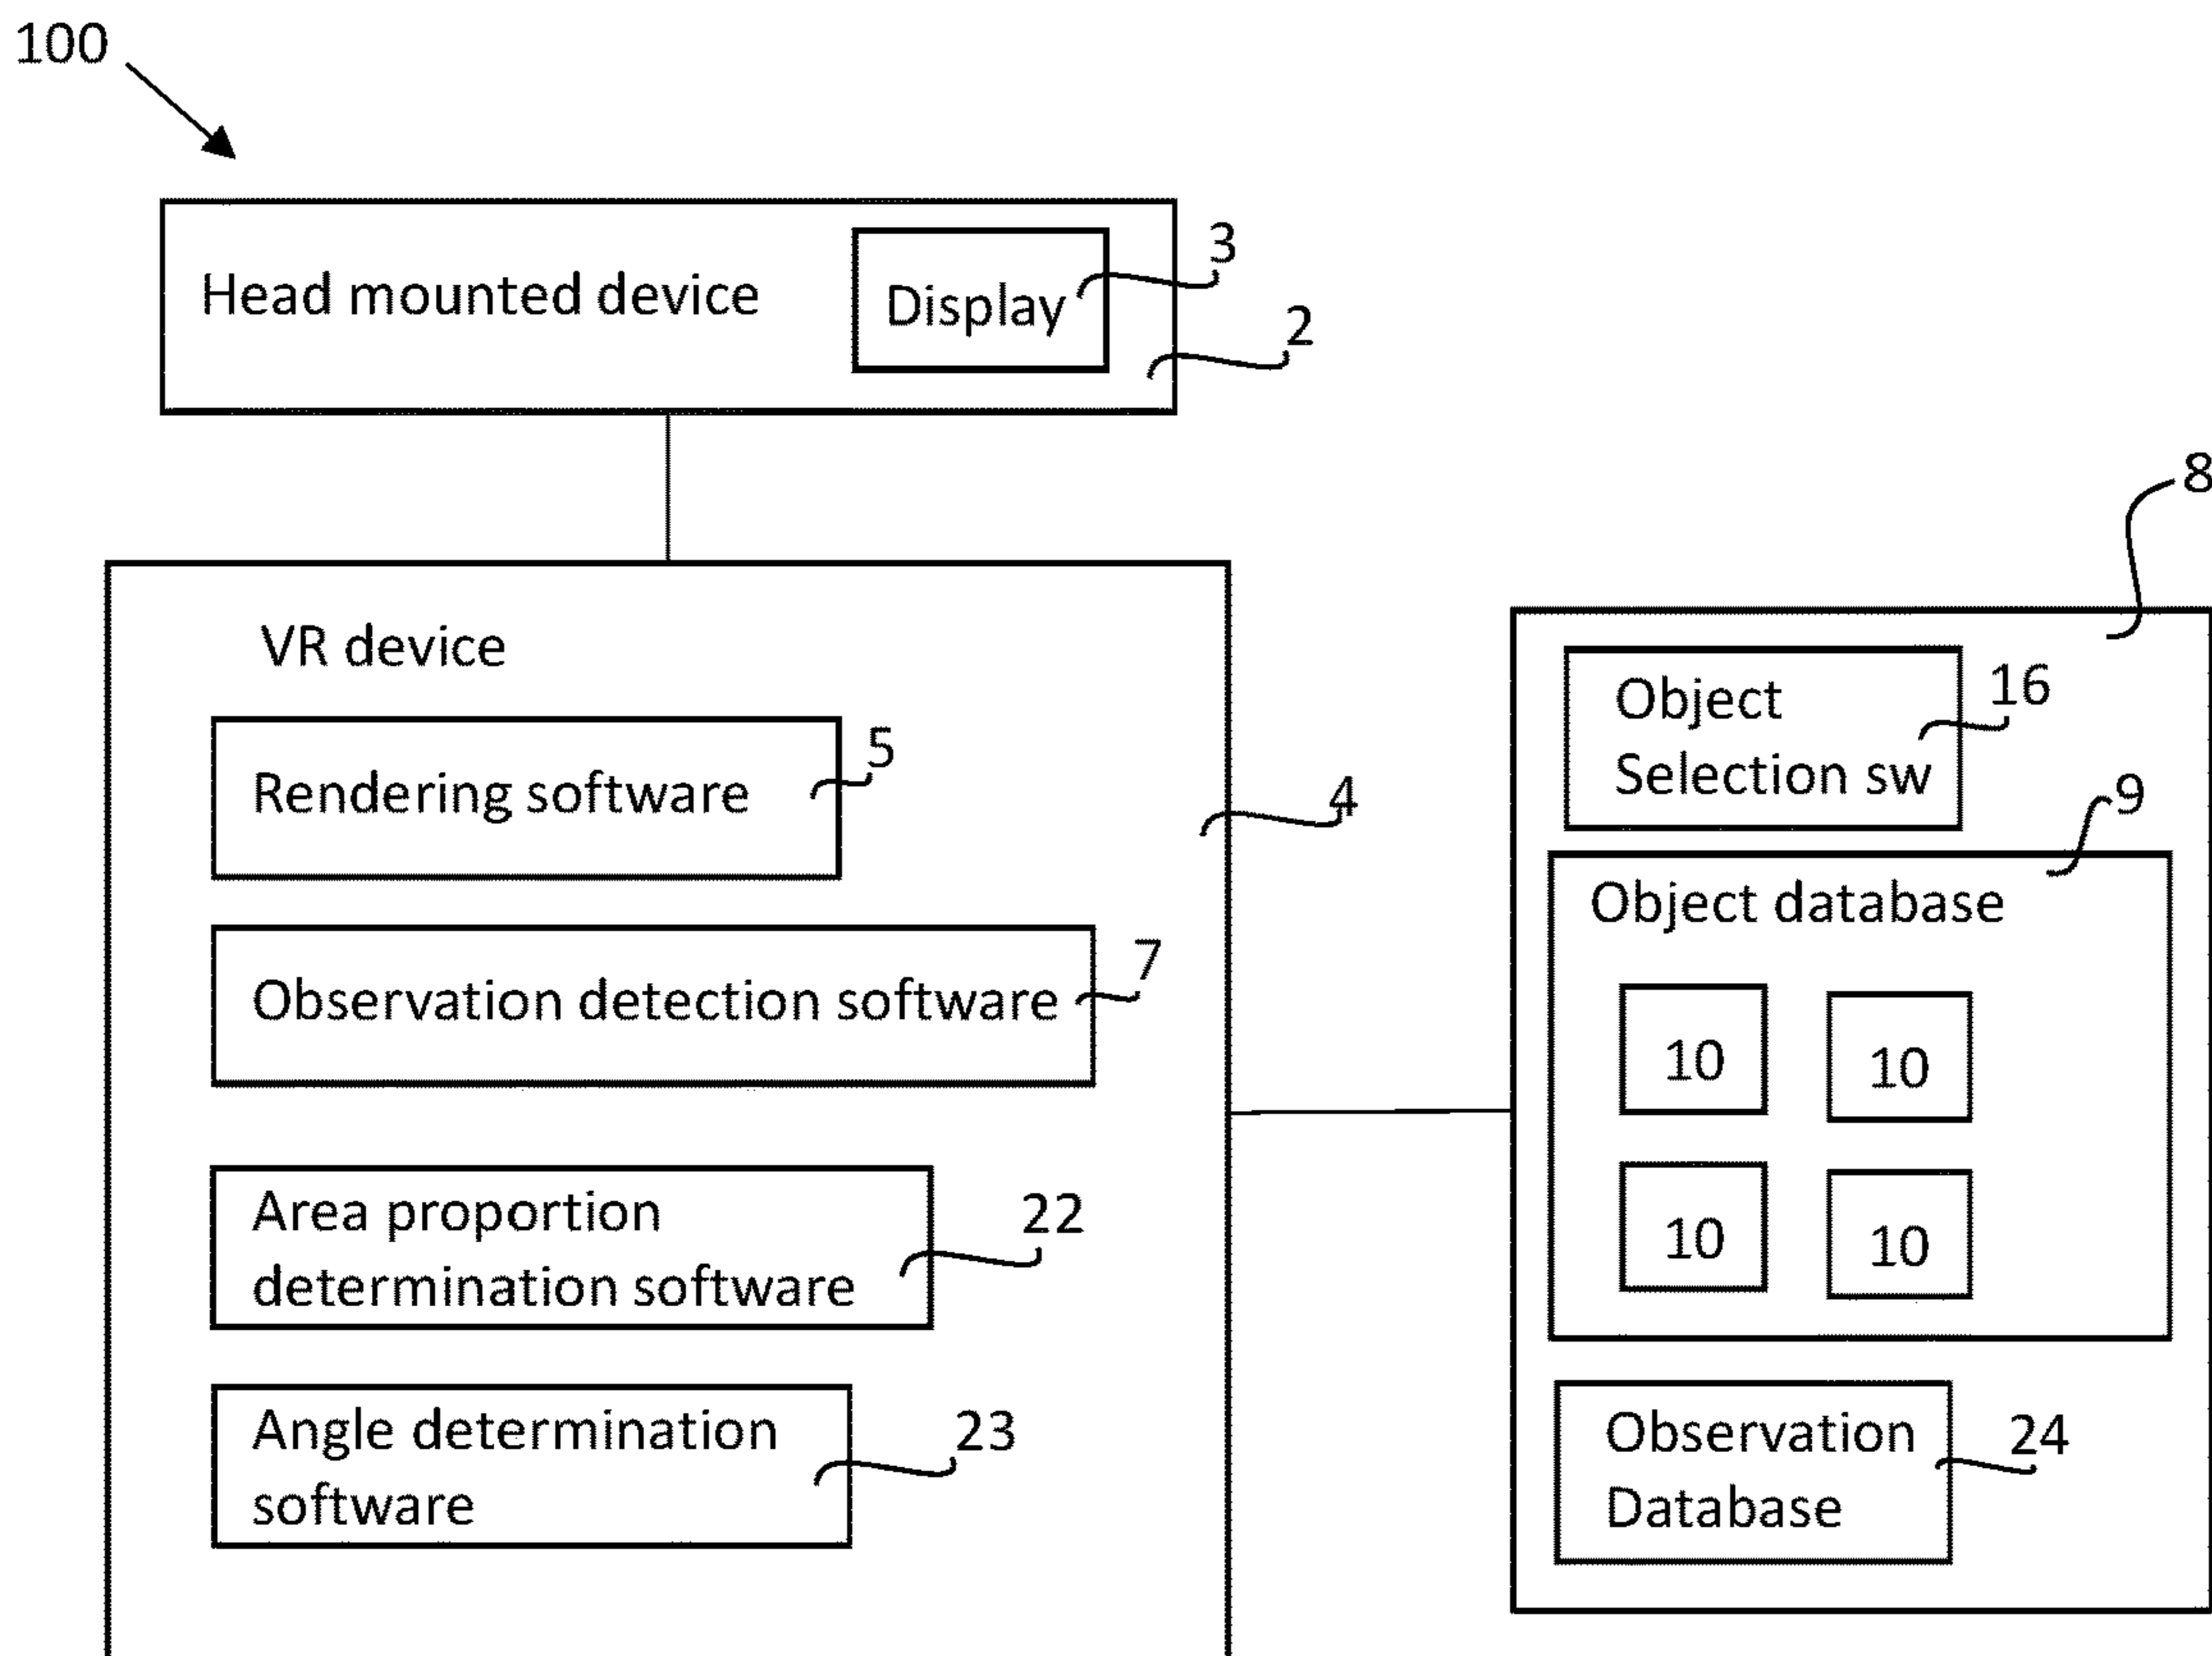 100
Head mounted device
Display
3
2
8
VR device
Rendering software
5
4
Observation detection software
7
Area proportion
determination software
22
Angle determination
software
23
Object
Selection sw
16
9
Object database
10
10
10
10
Observation
Database
24